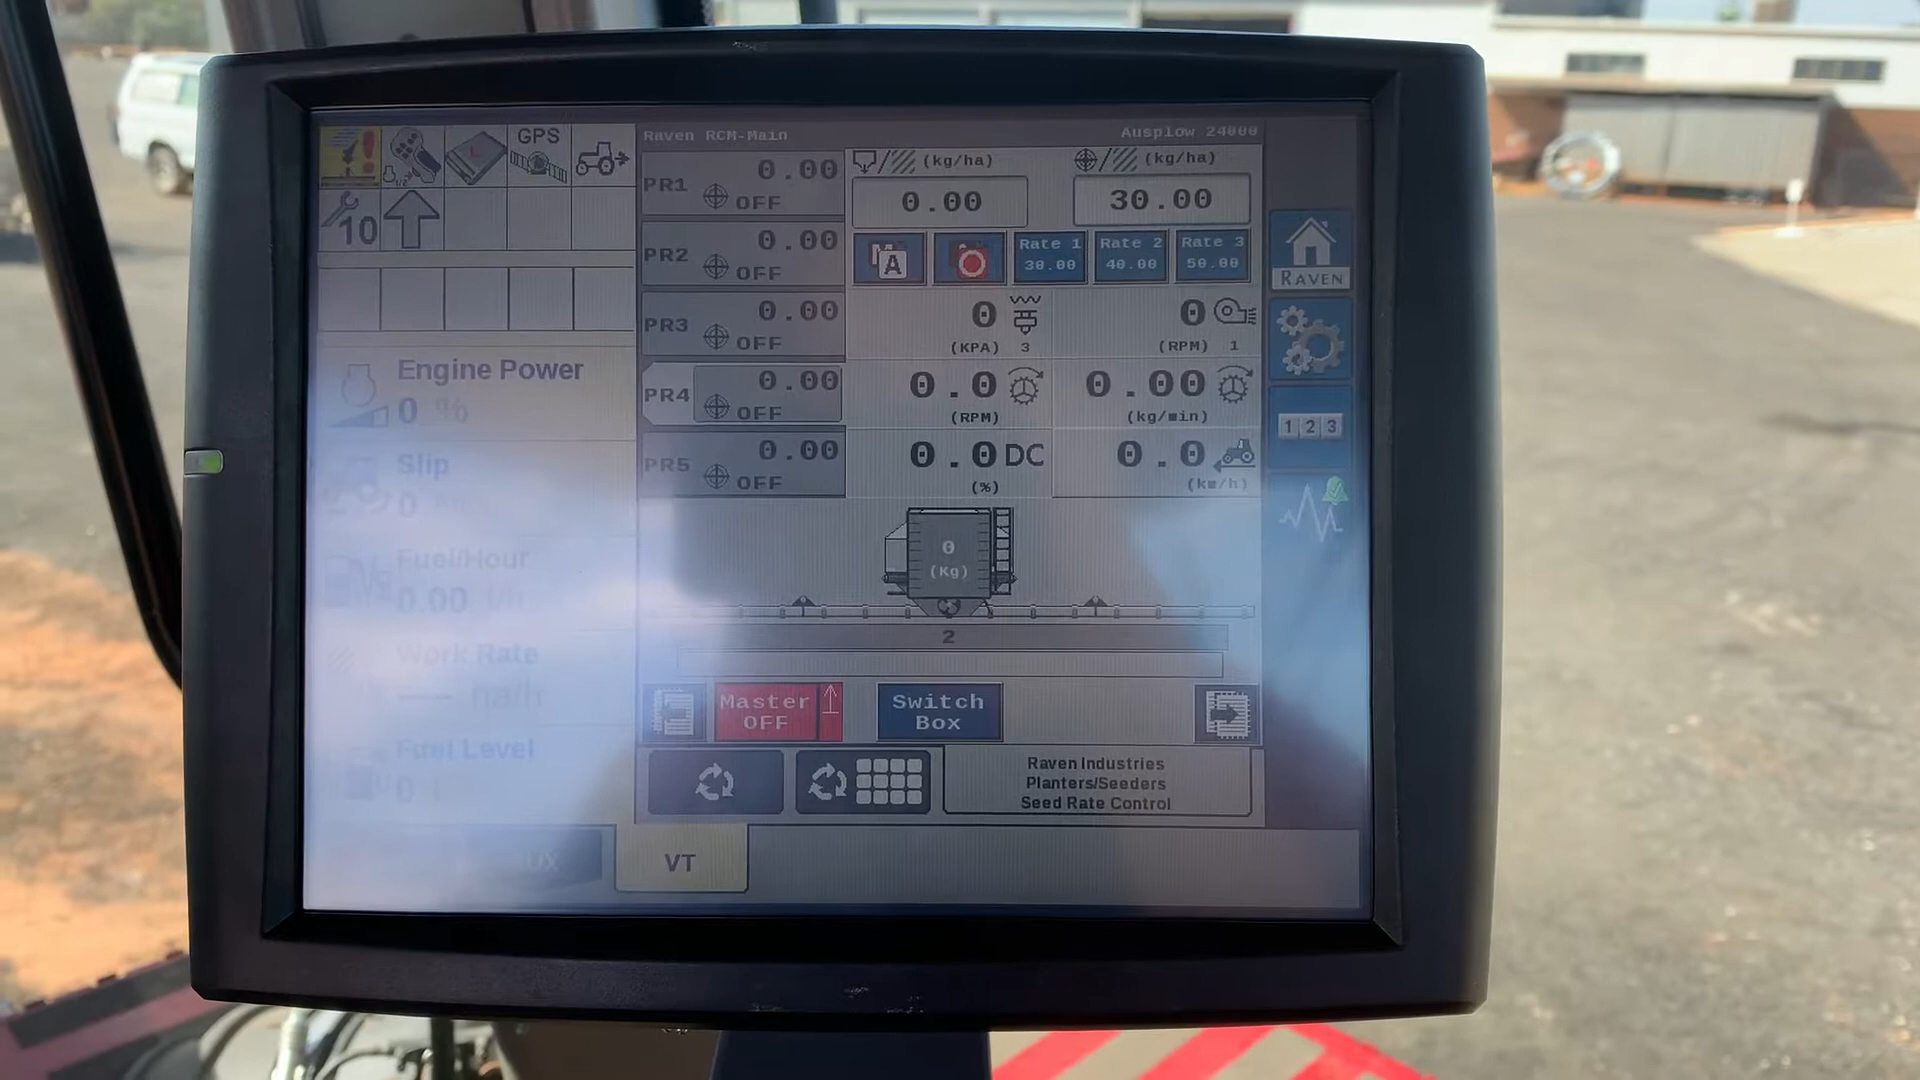 GPS
10
Engine Power
0 %
Slip
0
Fuel/Hour
0.00
Work Rate
ha/h
Fuel Level
0
Raven RCM-Main
Ausplow 24000
PR1
0.00
OFF
PR2
0.00
OFF
PR3
0.00
OFF
PR4
0.00
OFF
PR5
0.00
OFF
(kg/ha)
0.00
(kg/ha)
30.00
A
Rate 1
30.00
Rate 2
40.00
Rate 3
50.00
0
(KPA) 3
0
(RPM) 1
0.0
(RPM)
0.00
(kg/min)
0.0 DC
(%)
0.0
(km/h)
0
(Kg)
2
Master
OFF
Switch
Box
Raven Industries
Planters/Seeders
Seed Rate Control
RAVEN
1 2 3
VT